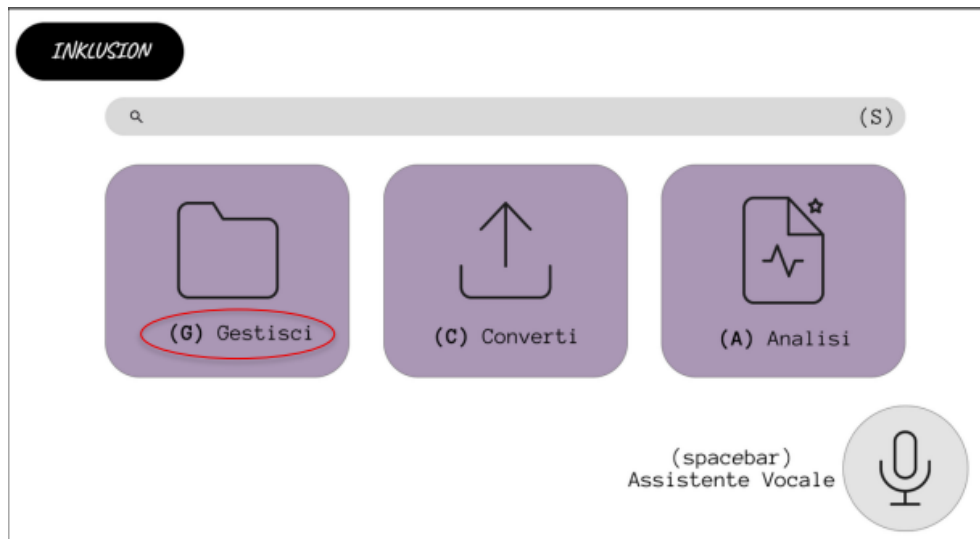 INKLUSION
(S)
(G) Gestisci
(C) Converti
(A) Analisi
(spacebar)
Assistente Vocale